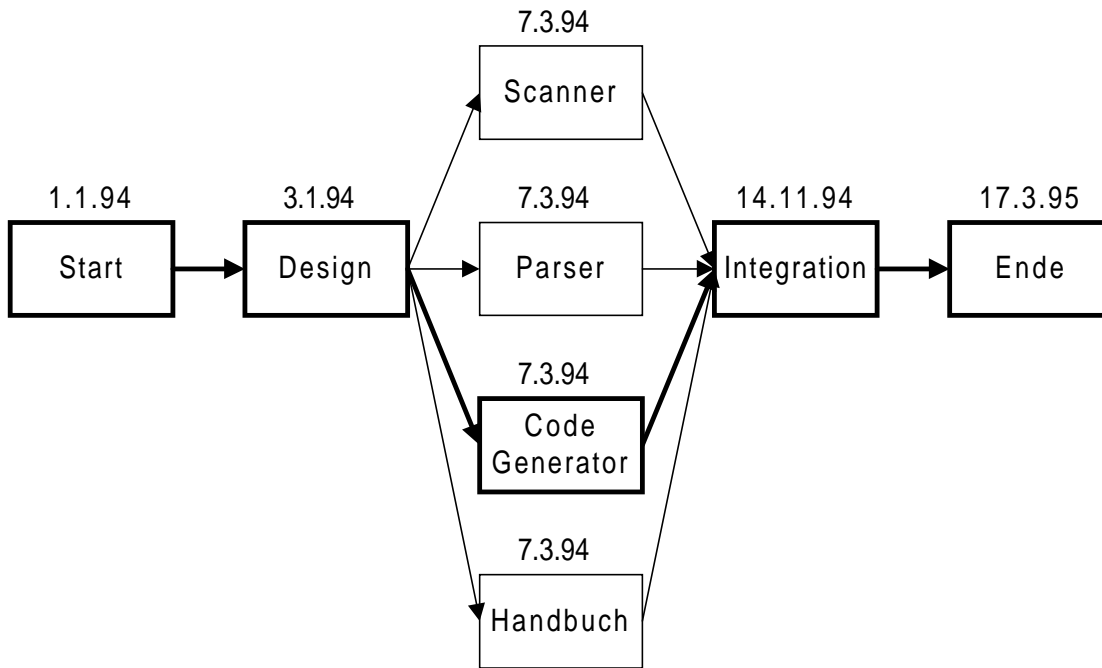 7.3.94
Scanner
1.1.94
3.1.94
7.3.94
14.11.94
17.3.95
Start
Design
Parser
Integration
Ende
7.3.94
Code
Generator
7.3.94
Handbuch